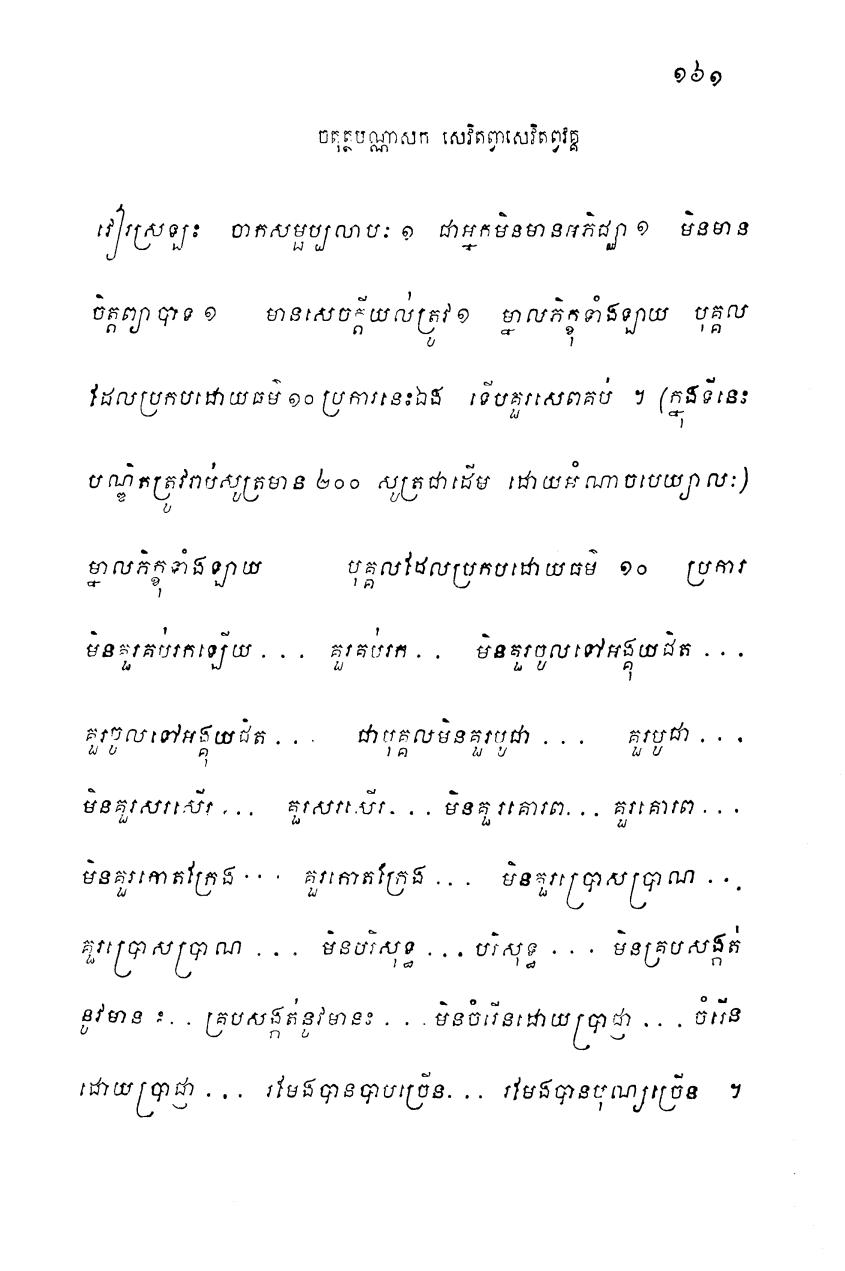 ១៦១
ចតុត្ថបណ្ណាសក សេវិតព្វាសេវិតព្វវគ្គ
វៀរស្រឡះ ចាកសម្ផប្បលាបៈ ១ ជាអ្នកមិនមានអភិជ្ឈា ១ មិនមាន
ចិត្តព្យាបាទ ១ មានសេចក្តីយល់ត្រូវ ១ ម្នាលភិក្ខុទាំងឡាយ បុគ្គល
ដែលប្រកបដោយធម៌ ១០ ប្រការនេះឯង ទើបគួរសេពគប់ ។ (ក្នុងទីនេះ
បណ្ឌិតត្រូវរាប់សូត្រមាន ២០០ សូត្រជាដើម ដោយអំណាចបេយ្យាលៈ)
ម្នាលភិក្ខុទាំងឡាយ បុគ្គលដែលប្រកបដោយធម៌ ១០ ប្រការ
មិនគួរគប់រកឡើយ . . . គួរគប់រក . . មិនគួរចូលទៅអង្គុយជិត . . .
គួរចូលទៅអង្គុយជិត . . . ជាបុគ្គលមិនគួរបូជា . . . គួរបូជា . . .
មិនគួរសរសើរ . . . គួរសរសើរ . . . មិនគួរគោរព . . . គួរគោរព . . .
មិនគួរកោតក្រែង . . . គួរកោតក្រែង . . . មិនគួរប្រោសប្រាណ . . .
គួរប្រោសប្រាណ . . . មិនបរិសុទ្ធ . . . បរិសុទ្ធ . . . មិនគ្របសង្កត់
នូវមានះ . . . គ្របសង្កត់នូវមានះ . . . មិនចំរើនដោយប្រាជ្ញា . . . ចំរើន
ដោយប្រាជ្ញា . . . រមែងបានបាបច្រើន . . . រមែងបានបុណ្យច្រើន ។